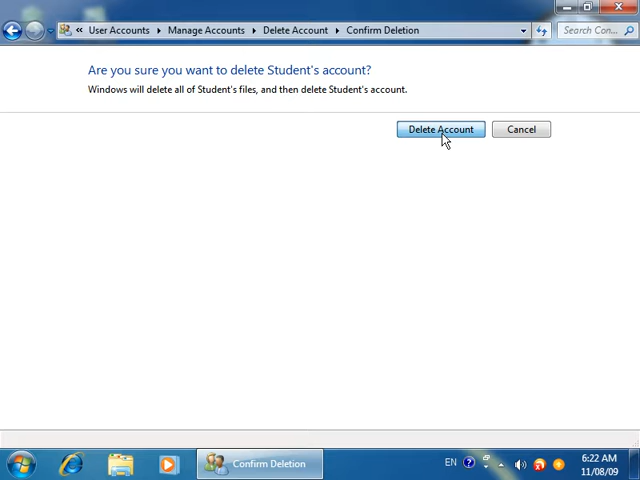 « User Accounts Manage Accounts Delete Account Confirm Deletion Search Con...
Are you sure you want to delete Student's account?
Windows will delete all of Student's files, and then delete Student's account.
Delete Account Cancel
Confirm Deletion EN 6:22 AM
11/08/09